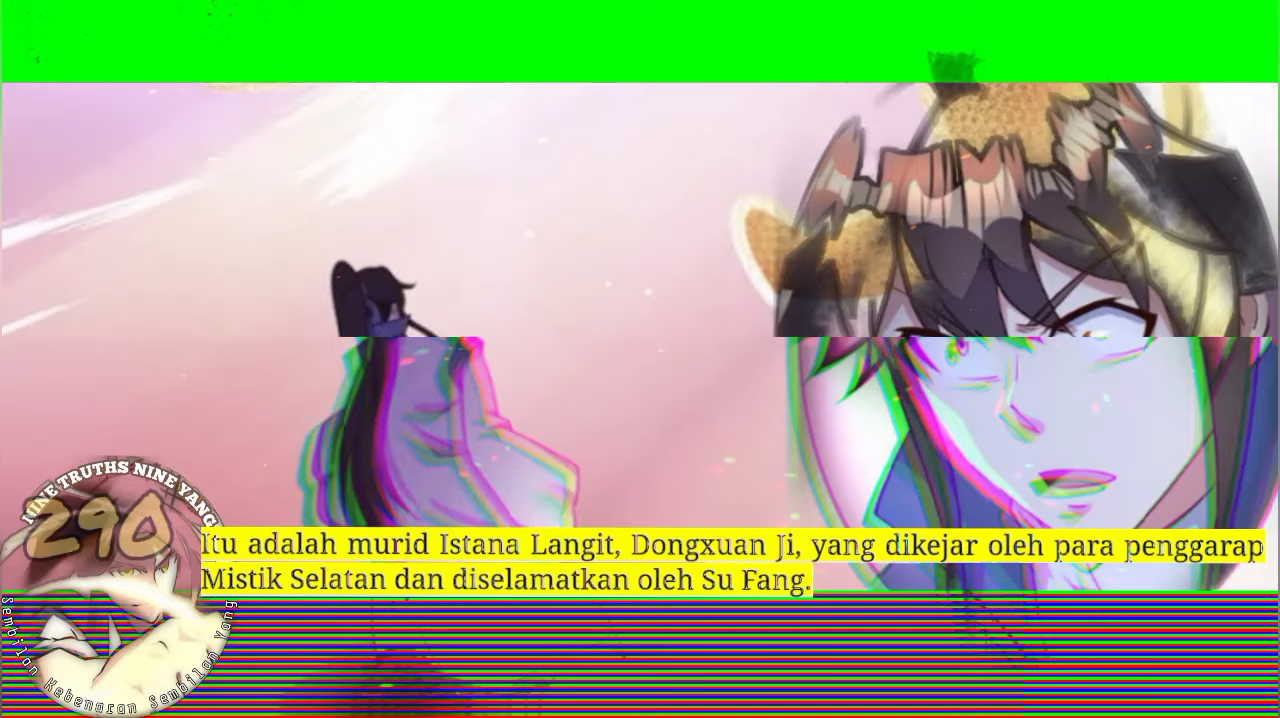 NINE TRUTHS NINE YANG
290
Itu adalah murid Istana Langit, Dongxuan Ji, yang dikejar oleh para penggarap
Mistik Selatan dan diselamatkan oleh Su Fang.
Sembilan Kebenaran Sembilan Yang